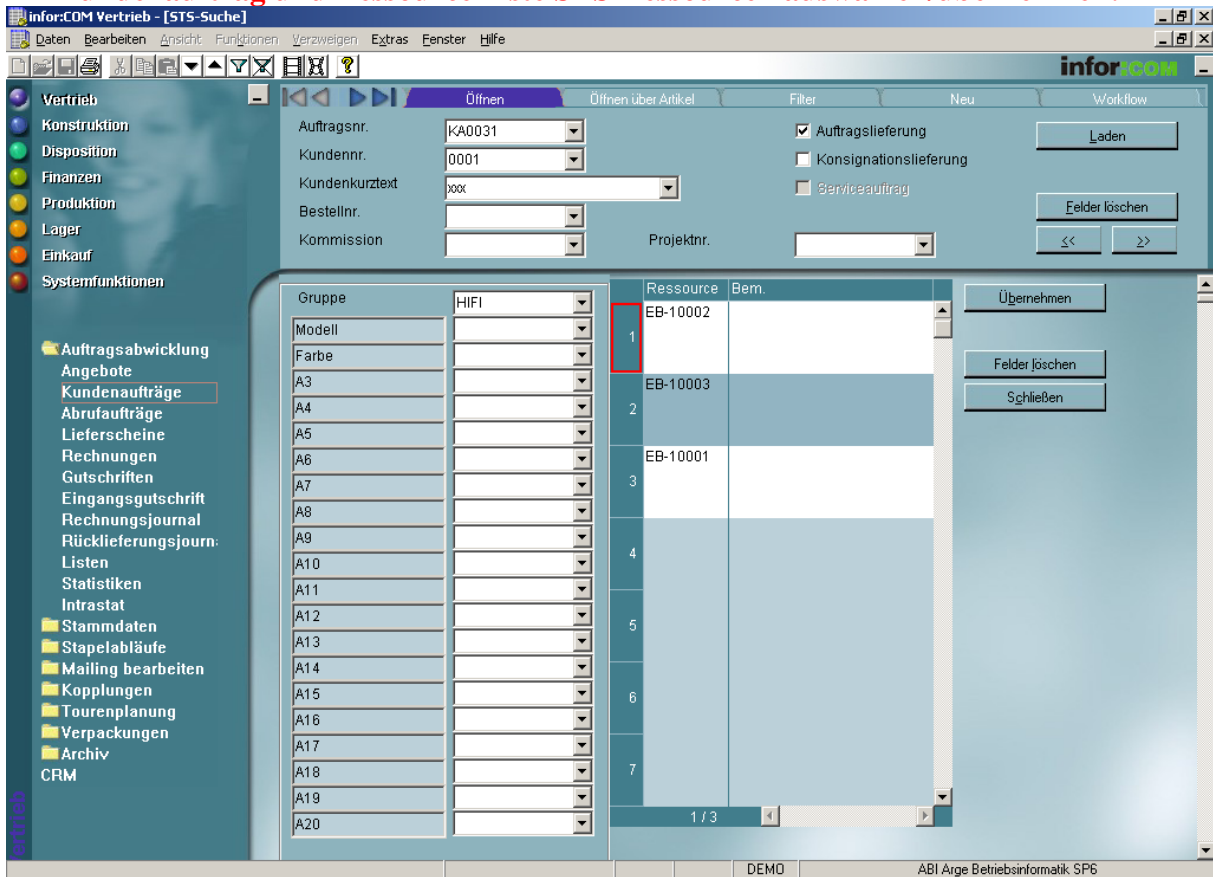 infor:COM Vertrieb - [STS-Suche]
Daten Bearbeiten Ansicht Funktionen Verzweigen Extras Fenster Hilfe
infor:COM
Vertrieb
Konstruktion
Disposition
Finanzen
Produktion
Lager
Einkauf
Systemfunktionen
Auftragsabwicklung
Angebote
Kundenaufträge
Abrufaufträge
Lieferscheine
Rechnungen
Gutschriften
Eingangsgutschrift
Rechnungsjournal
Rücklieferungsjourn
Listen
Statistiken
Intrastat
Stammdaten
Stapelabläufe
Mailing bearbeiten
Kopplungen
Tourenplanung
Verpackungen
Archiv
CRM
Öffnen Öffnen über Artikel Filter Neu Workflow
Auftragsnr. KA0031 Auftragslieferung Laden
Kundennr. 0001 Konsignationslieferung
Kundenkurztext xxx Serviceauftrag
Bestellnr. Felder löschen
Kommission Projektnr. << >>
Gruppe HIFI
Modell
Farbe
A3
A4
A5
A6
A7
A8
A9
A10
A11
A12
A13
A14
A15
A16
A17
A18
A19
A20
Ressource Bem.
1 EB-10002
2 EB-10003
3 EB-10001
4
5
6
7
1 / 3
Übernehmen
Felder löschen
Schließen
DEMO ABI Arge Betriebsinformatik SP6